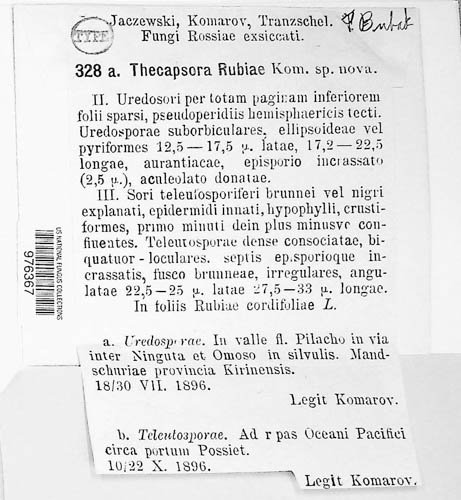 Jaczewski, Komarov, Tranzschel.
Fungi Rossiae exsiccati.
TYPE
F. Bubák
328 a. Thecapsora Rubiae Kom. sp. nova.
II. Uredosori per totam paginam inferiorem
folii sparsi, pseudoperidiis hemisphaericis tecti.
Uredosporae suborbiculares, ellipsoideae vel
pyriformes 12,5 — 17,5 μ. latae, 17,2 — 22,5
longae, aurantiacae, episporio incrassato
(2,5 μ.), aculeolato donatae.
III. Sori teleutosporiferi brunnei vel nigri
explanati, epidermidi innati, hypophylli, crusti-
formes, primo minuti dein plus minusve con-
fluentes. Teleutosporae dense consociatae, bi-
quatuor - loculares. septis episporioque in-
crassatis, fusco brunneae, irregulares, angu-
latae 22,5—25 μ. latae 27,5—33 μ. longae.
In foliis Rubiae cordifoliae L.
US NATIONAL FUNGUS COLLECTIONS
976367
a. Uredosporae. In valle fl. Pilacho in via
inter Ninguta et Omoso in silvulis. Mand-
schuriae provincia Kirinensis.
18/30 VII. 1896.
Legit Komarov.
b. Teleutosporae. Ad ripas Oceani Pacifici
circa portum Possiet.
10/22 X. 1896.
Legit Komarov.